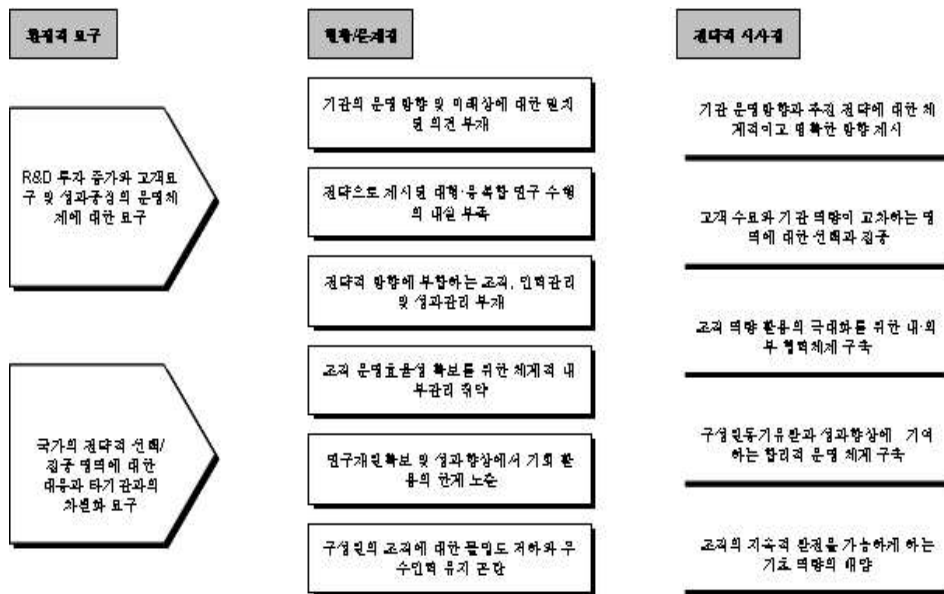 환경적 요구
R&D 투자 증가와 고객요
구 및 성과중심의 운영체
제에 대한 요구
국가의 전략적 선택/
집중 영역에 대한
대응과 타기관과의
차별화 요구
현황/문제점
기관의 운영방향 및 미래상에 대한 일치
된 의견 부재
전략으로 제시된 대형·융복합 연구 수행
의 내실 부족
전략적 방향에 부합하는 조직, 인력관리
및 성과관리 부재
조직 운영효율성 확보를 위한 체계적 내
부관리 취약
연구재원확보 및 성과향상에서 기회 활
용의 한계 노출
구성원의 조직에 대한 몰입도 저하와 우
수인력 유지 곤란
전략적 시사점
기관 운영방향과 추진 전략에 대한 체
계적이고 명확한 방향 제시
고객 수요와 기관 역량이 교차하는 영
역에 대한 선택과 집중
조직 역량 활용의 극대화를 위한 내·외
부 협력체계 구축
구성원동기유발과 성과향상에 기여
하는 합리적 운영 체계 구축
조직의 지속적 발전을 가능하게 하는
기초 역량의 배양